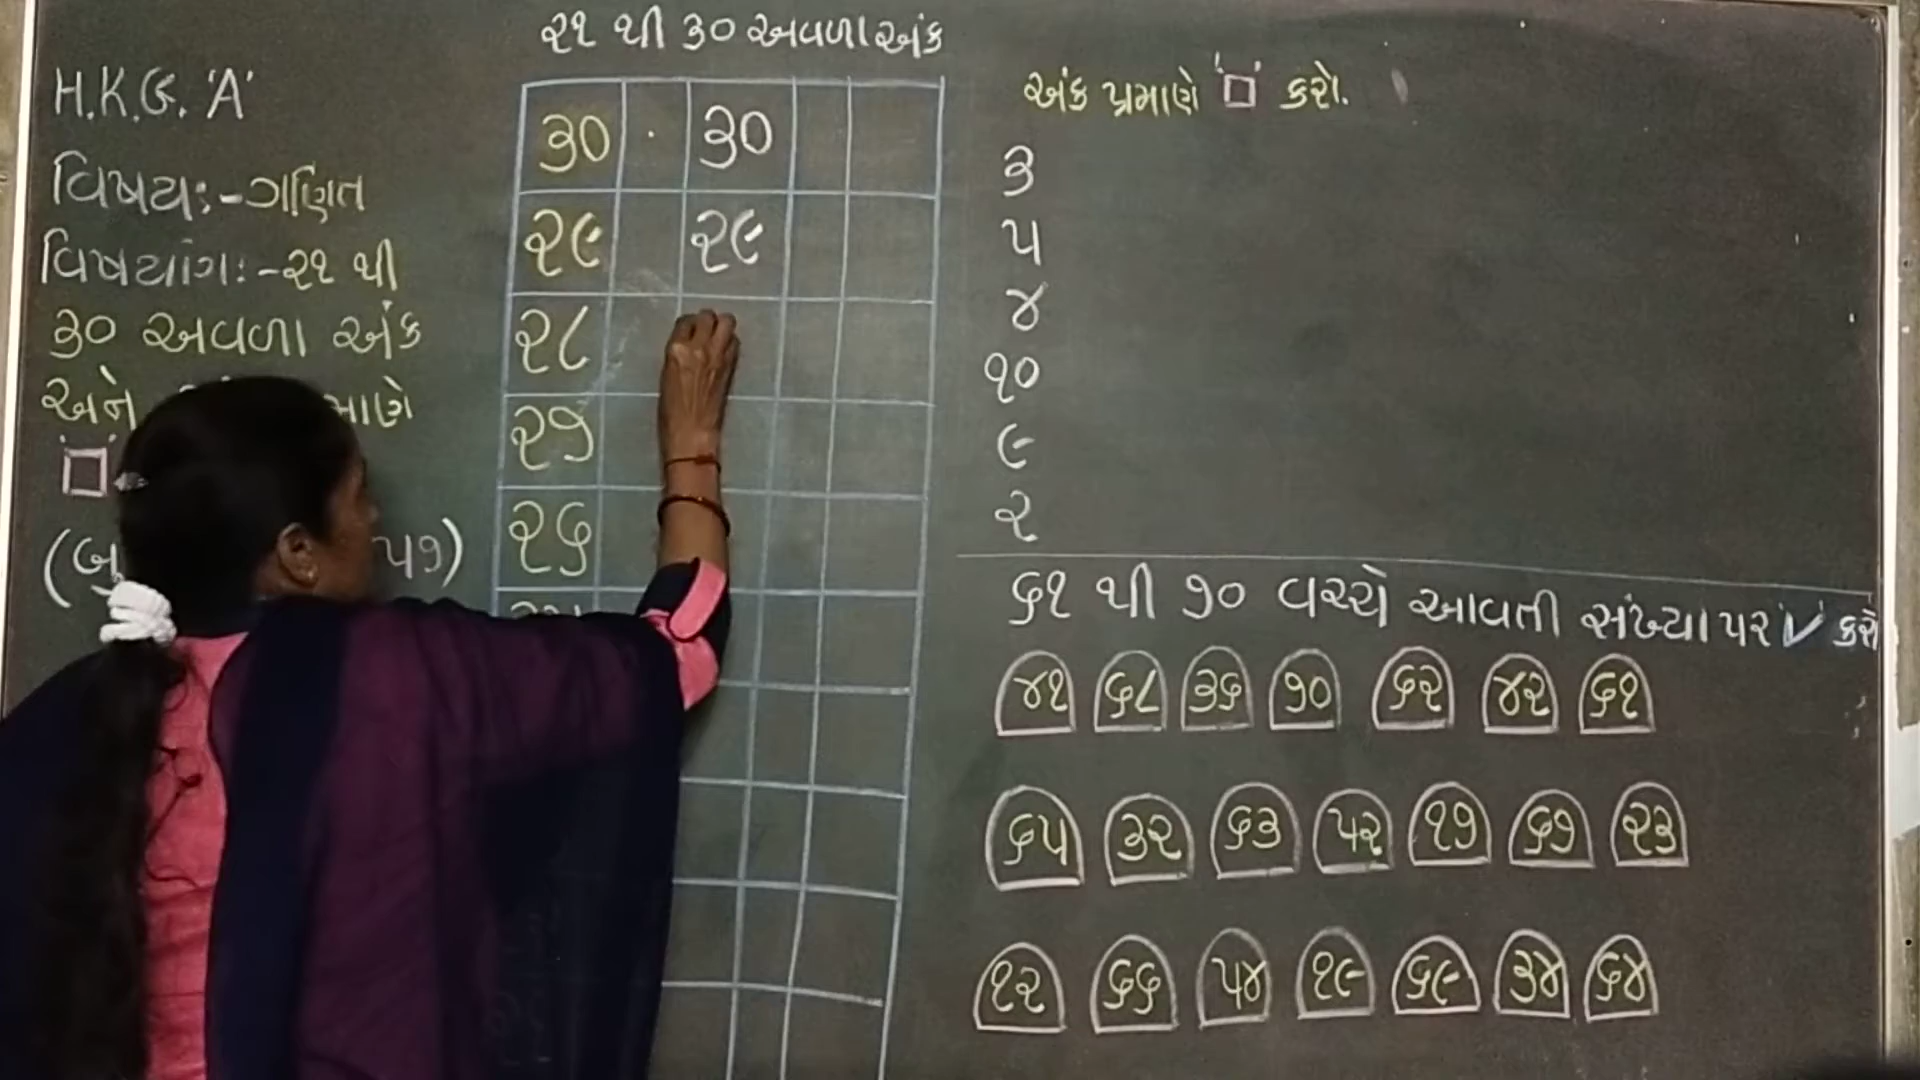 ૨૧ થી ૩૦ અવળા અંક
H.K.G. 'A'
વિષય:-ગણિત
વિષયાંગ:-૨૧ થી
૩૦ અવળા અંક
અને
'□'
૫૭)
૩૦ . ૩૦
૨૯ ૨૯
૨૮
૨૭
૨૬
અંક પ્રમાણે '□' કરો.
૩
૫
૪
૧૦
૯
૨
૬૧ થી ૭૦ વચ્ચે આવતી સંખ્યા પર '✓' કરો
૪૧ ૬૮ ૩૬ ૭૦ ૬૨ ૪૨ ૬૧
૬૫ ૩૨ ૬૩ ૫૨ ૧૭ ૬૭ ૨૩
૧૨ ૬૬ ૫૪ ૧૯ ૬૯ ૩૪ ૬૪